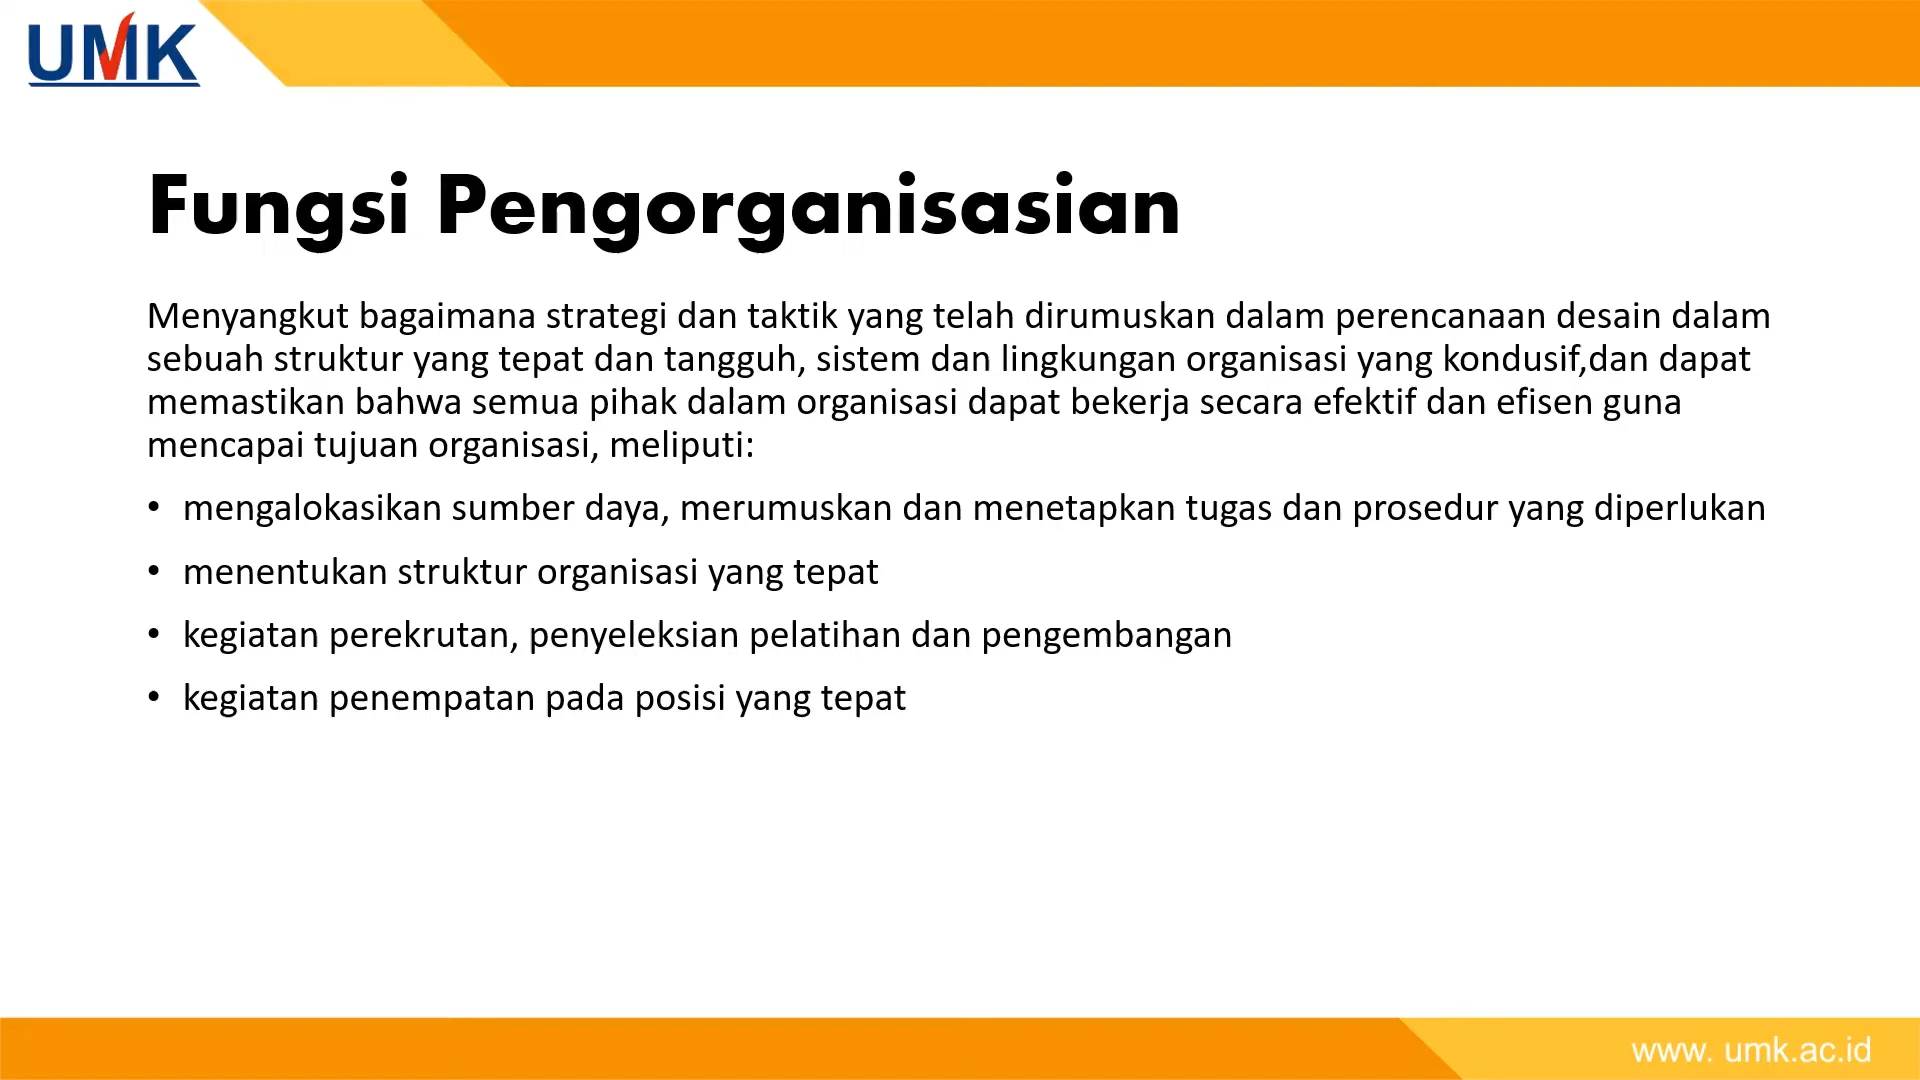 UMK
Fungsi Pengorganisasian
Menyangkut bagaimana strategi dan taktik yang telah dirumuskan dalam perencanaan desain dalam
sebuah struktur yang tepat dan tangguh, sistem dan lingkungan organisasi yang kondusif,dan dapat
memastikan bahwa semua pihak dalam organisasi dapat bekerja secara efektif dan efisen guna
mencapai tujuan organisasi, meliputi:
• mengalokasikan sumber daya, merumuskan dan menetapkan tugas dan prosedur yang diperlukan
• menentukan struktur organisasi yang tepat
• kegiatan perekrutan, penyeleksian pelatihan dan pengembangan
• kegiatan penempatan pada posisi yang tepat
www. umk.ac.id